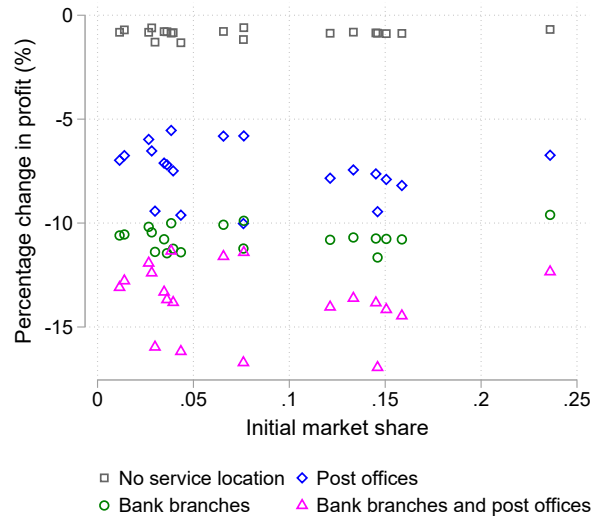 Percentage change in profit (%)
0
-5
-10
-15
0 .05 .1 .15 .2 .25
Initial market share
No service location Post offices
Bank branches Bank branches and post offices